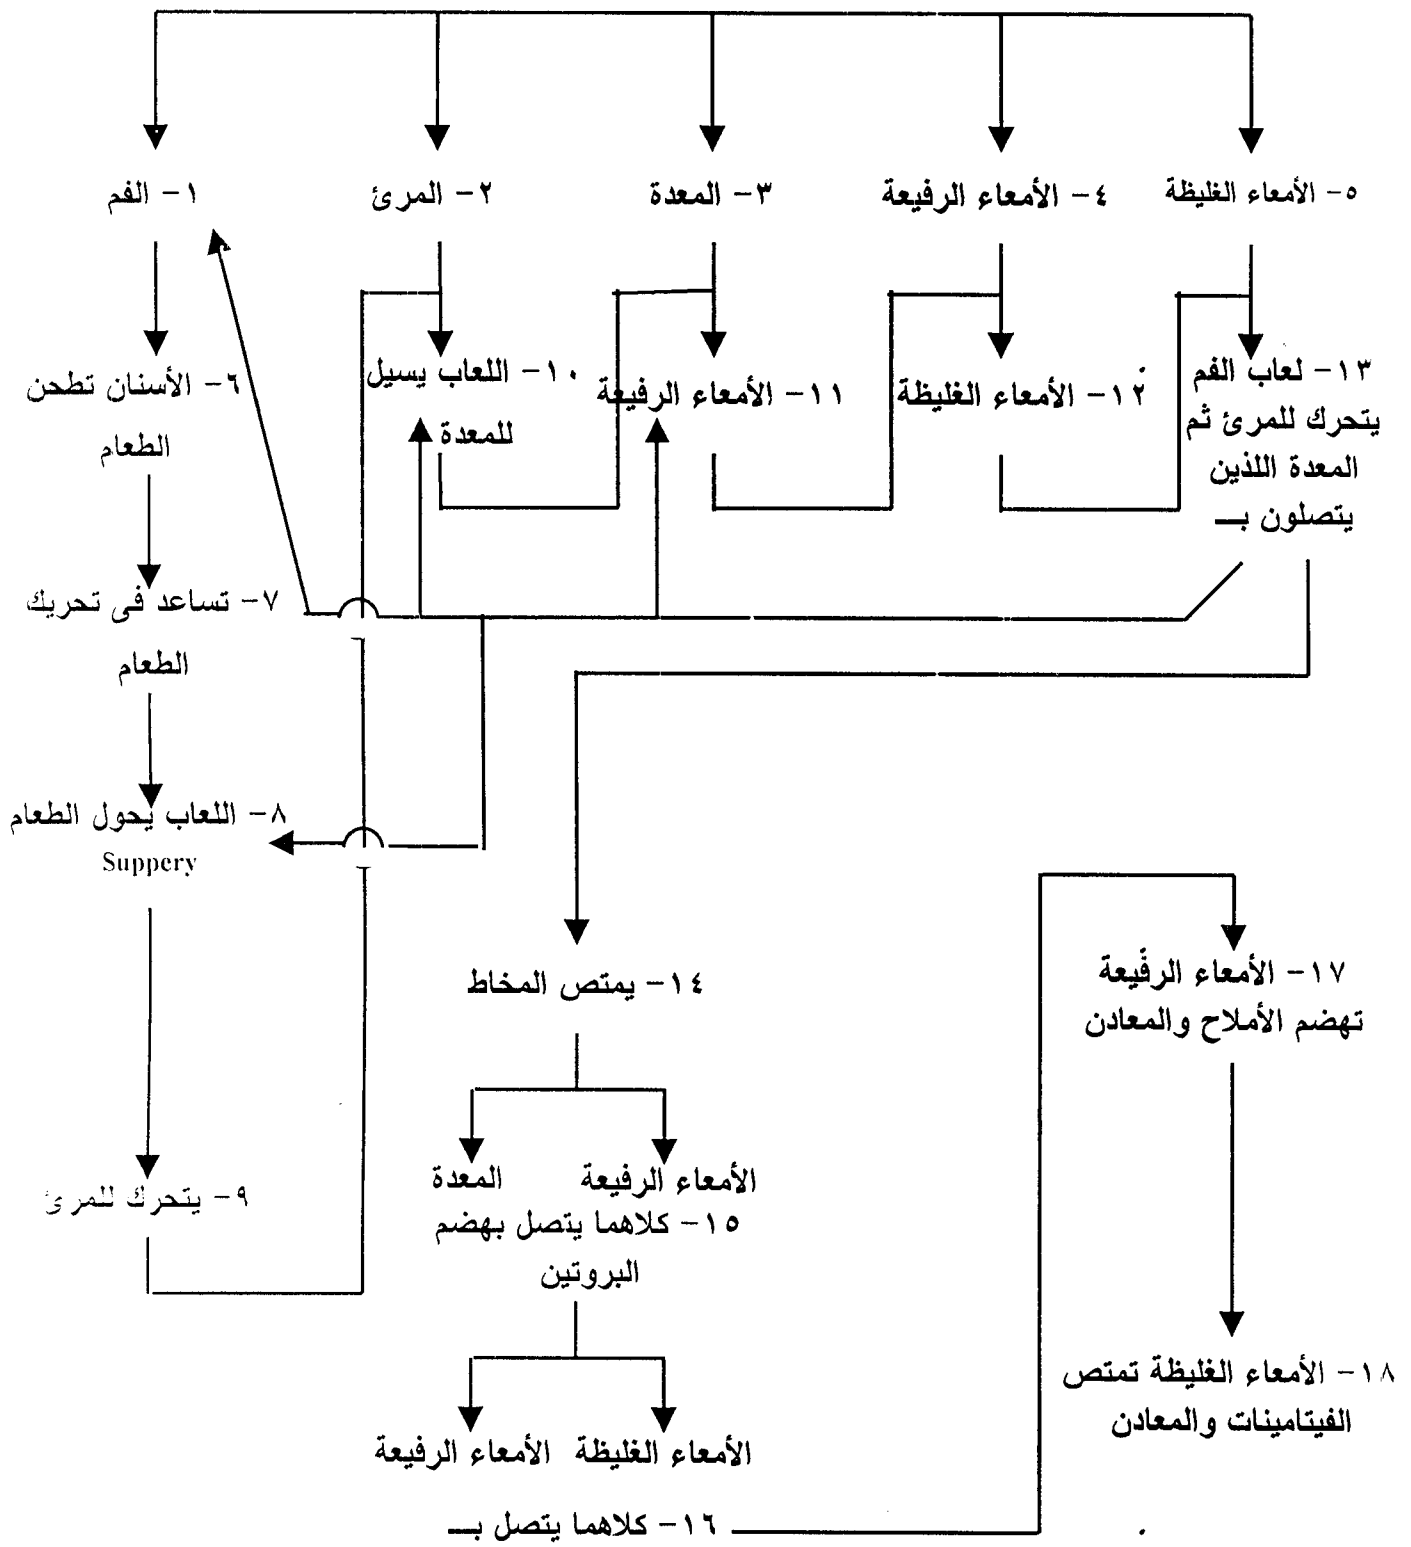 ١- الفم
٢- المرئ
٣- المعدة
٤- الأمعاء الرفيعة
٥- الأمعاء الغليظة
٦- الأسنان تطحن
الطعام
٧- تساعد فى تحريك
الطعام
٨- اللعاب يحول الطعام
Suppery
٩- يتحرك للمرئ
١٠- اللعاب يسيل
للمعدة
١١- الأمعاء الرفيعة
١٢- الأمعاء الغليظة
١٣- لعاب الفم
يتحرك للمرئ ثم
المعدة اللذين
يتصلون بـــ
١٤- يمتص المخاط
المعدة
الأمعاء الرفيعة
١٥- كلاهما يتصل بهضم
البروتين
الأمعاء الرفيعة
الأمعاء الغليظة
١٦- كلاهما يتصل بـــ
١٧- الأمعاء الرفيعة
تهضم الأملاح والمعادن
١٨- الأمعاء الغليظة تمتص
الفيتامينات والمعادن